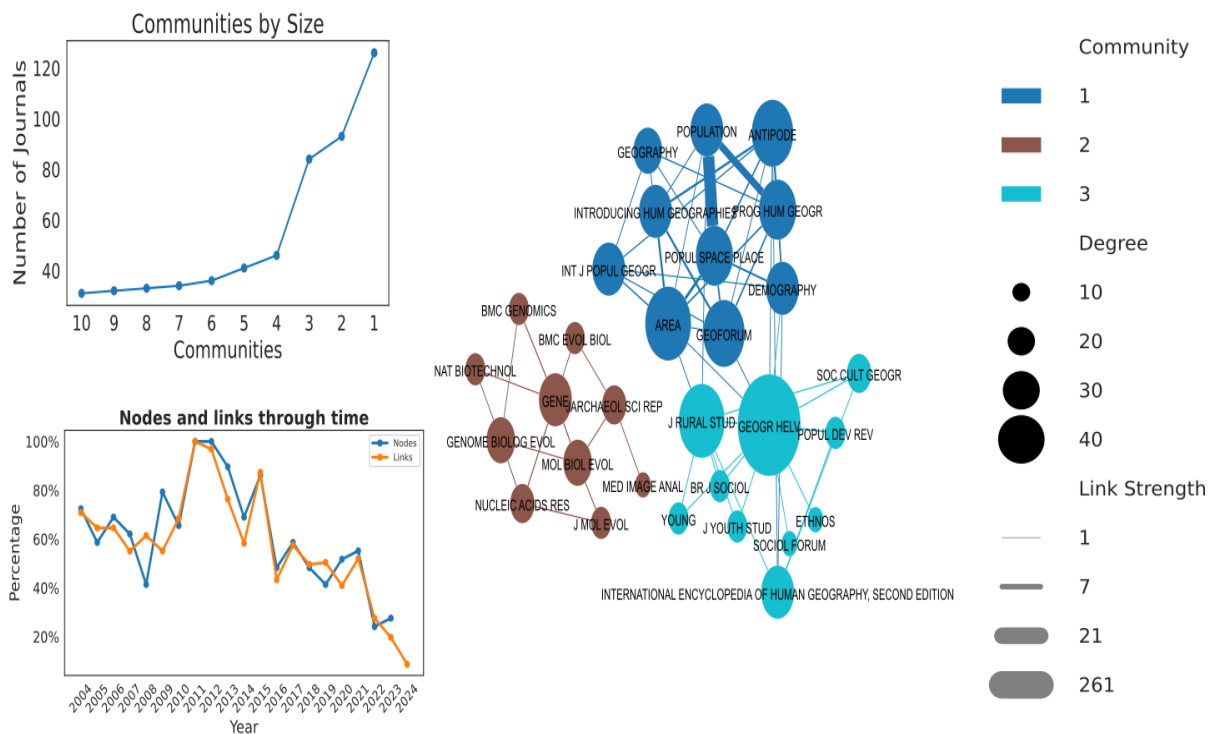 Communities by Size
Number of Journals
120
100
80
60
40
10 9 8 7 6 5 4 3 2 1
Communities
Nodes and links through time
Percentage
100%
80%
60%
40%
20%
Nodes
Links
2004 2005 2006 2007 2008 2009 2010 2011 2012 2013 2014 2015 2016 2017 2018 2019 2020 2021 2022 2023 2024
Year
POPULATION
ANTIPODE
GEOGRAPHY
INTRODUCING HUM GEOGRAPHIES
PROG HUM GEOGR
POPUL SPACE PLACE
INT J POPUL GEOGR
DEMOGRAPHY
AREA
GEOFORUM
BMC GENOMICS
BMC EVOL BIOL
NAT BIOTECHNOL
GENE
JARCHAEOL SCI REP
GENOME BIOLOG EVOL
MOL BIOL EVOL
MED IMAGE ANAL
NUCLEIC ACIDS RES
J MOL EVOL
SOC CULT GEOGR
J RURAL STUD
GEOGR HELV
POPUL DEV REV
BR J SOCIOL
YOUNG
J YOUTH STUD
ETHNOS
SOCIOL FORUM
INTERNATIONAL ENCYCLOPEDIA OF HUMAN GEOGRAPHY, SECOND EDITION
Community
1
2
3
Degree
10
20
30
40
Link Strength
1
7
21
261